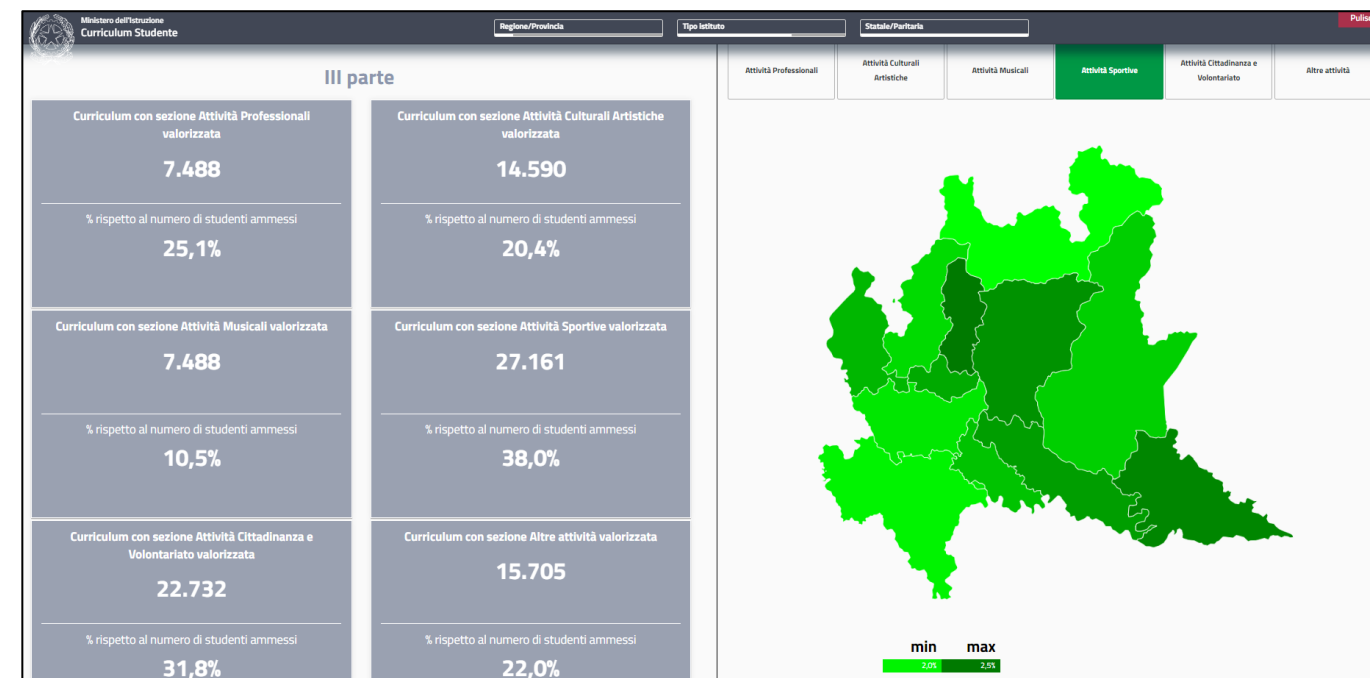 Ministero dell'Istruzione
Curriculum Studente
Regione/Provincia
Tipo istituto
Statale/Paritaria
III parte
Curriculum con sezione Attività Professionali
valorizzata
7.488
% rispetto al numero di studenti ammessi
25,1%
Curriculum con sezione Attività Culturali Artistiche
valorizzata
14.590
% rispetto al numero di studenti ammessi
20,4%
Curriculum con sezione Attività Musicali valorizzata
7.488
% rispetto al numero di studenti ammessi
10,5%
Curriculum con sezione Attività Sportive valorizzata
27.161
% rispetto al numero di studenti ammessi
38,0%
Curriculum con sezione Attività Cittadinanza e
Volontariato valorizzata
22.732
% rispetto al numero di studenti ammessi
31,8%
Curriculum con sezione Altre attività valorizzata
15.705
% rispetto al numero di studenti ammessi
22,0%
Attività Professionali
Attività Culturali
Artistiche
Attività Musicali
Attività Sportive
Attività Cittadinanza e
Volontariato
Altre attività
min max
2,0% 2,5%